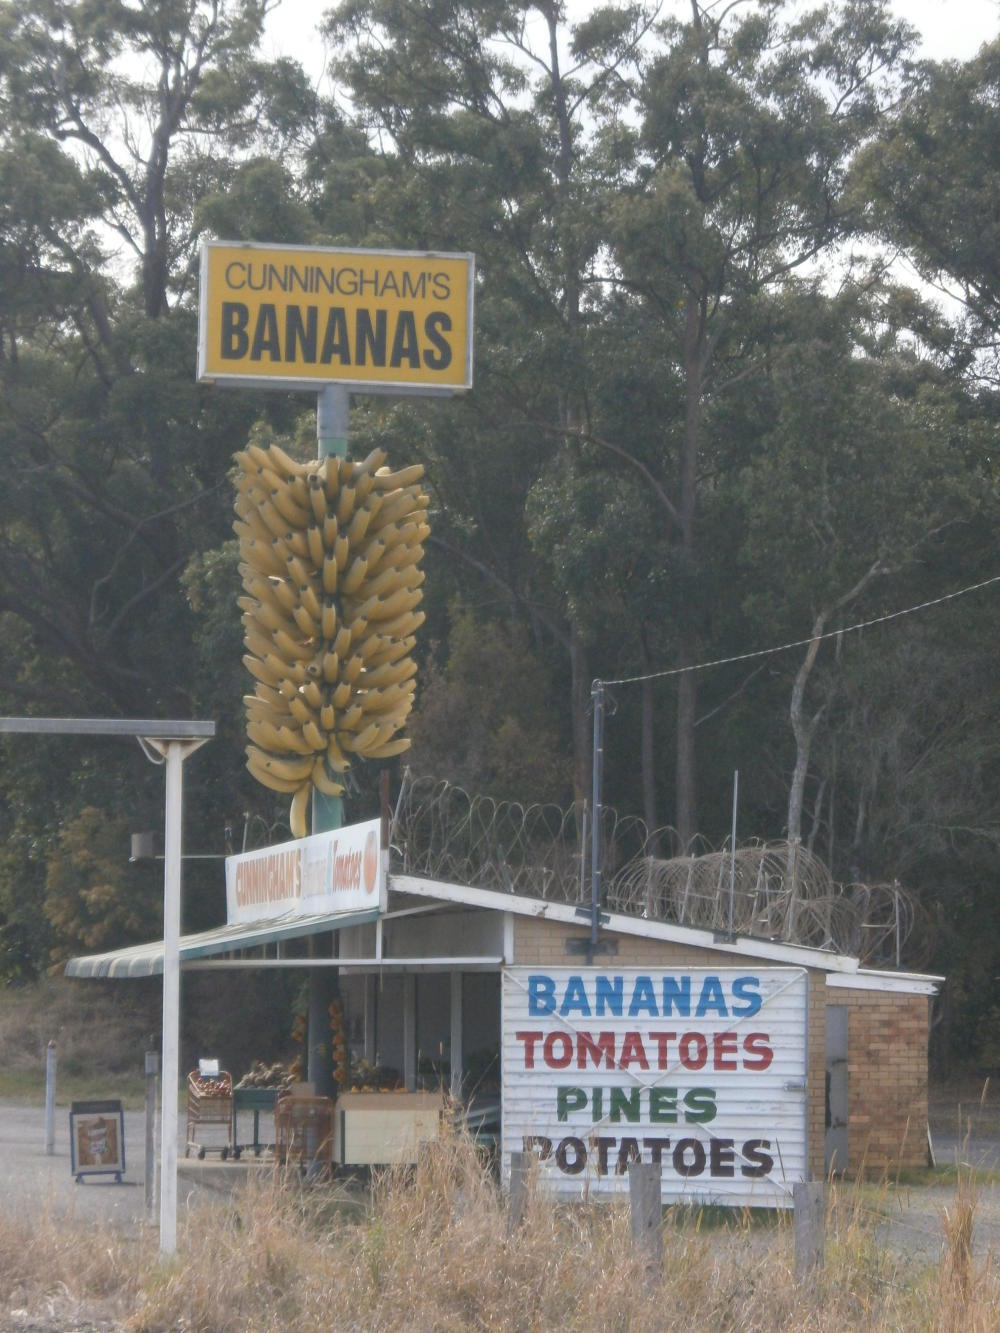 CUNNINGHAM'S
BANANAS
CUNNINGHAM'S Tomatoes
BANANAS
TOMATOES
PINES
POTATOES